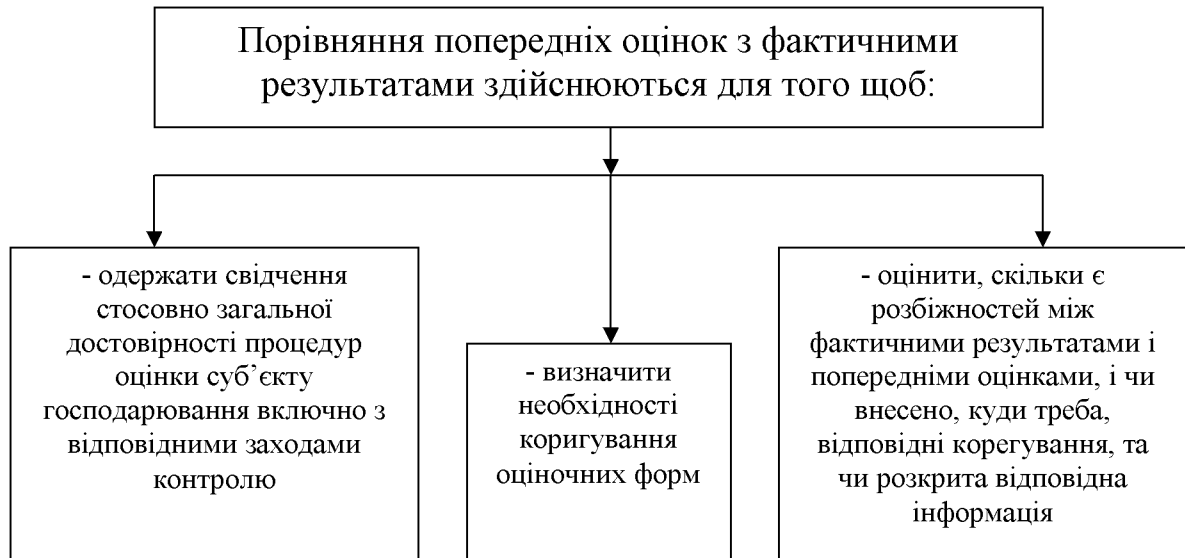 Порівняння попередніх оцінок з фактичними
результатами здійснюються для того щоб:
- одержати свідчення
стосовно загальної
достовірності процедур
оцінки суб’єкту
господарювання включно з
відповідними заходами
контролю
- визначити
необхідності
коригування
оціночних форм
- оцінити, скільки є
розбіжностей між
фактичними результатами і
попередніми оцінками, і чи
внесено, куди треба,
відповідні корегування, та
чи розкрита відповідна
інформація